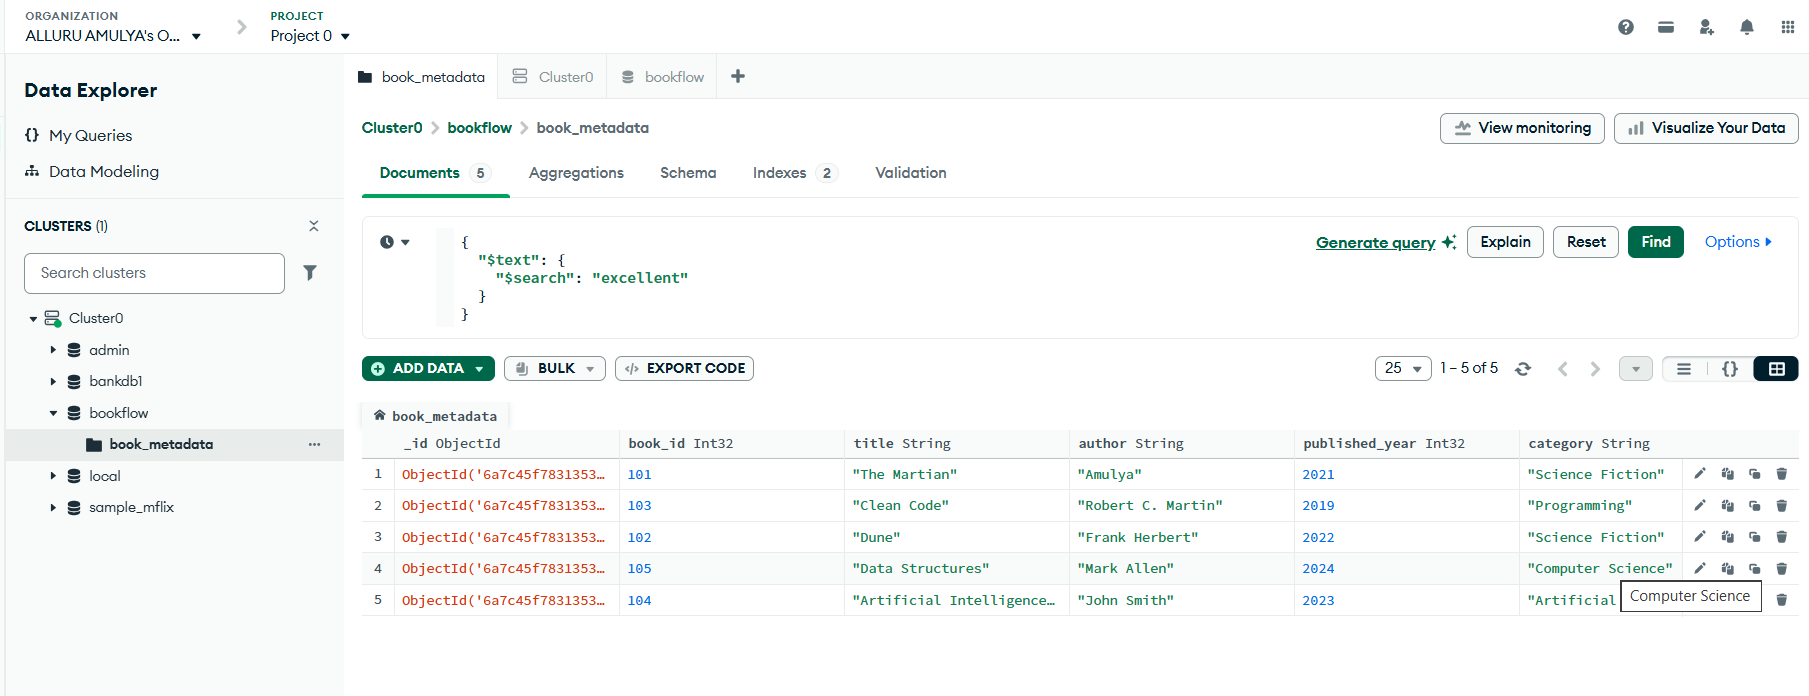 ORGANIZATION
ALLURU AMULYA's O...
PROJECT
Project 0
Data Explorer
My Queries
Data Modeling
CLUSTERS (1)
Search clusters
Cluster0
admin
bankdb1
bookflow
book_metadata
local
sample_mflix
book_metadata
Cluster0
bookflow
Cluster0 > bookflow > book_metadata
View monitoring
Visualize Your Data
Documents 5
Aggregations
Schema
Indexes 2
Validation
{
"$text": {
"$search": "excellent"
}
}
Generate query
Explain
Reset
Find
Options
ADD DATA
BULK
EXPORT CODE
25
1 – 5 of 5
book_metadata
_id ObjectId book_id Int32 title String author String published_year Int32 category String
1 ObjectId('6a7c45f7831353… 101 "The Martian" "Amulya" 2021 "Science Fiction"
2 ObjectId('6a7c45f7831353… 103 "Clean Code" "Robert C. Martin" 2019 "Programming"
3 ObjectId('6a7c45f7831353… 102 "Dune" "Frank Herbert" 2022 "Science Fiction"
4 ObjectId('6a7c45f7831353… 105 "Data Structures" "Mark Allen" 2024 "Computer Science"
5 ObjectId('6a7c45f7831353… 104 "Artificial Intelligence… "John Smith" 2023 "Artificial
Computer Science